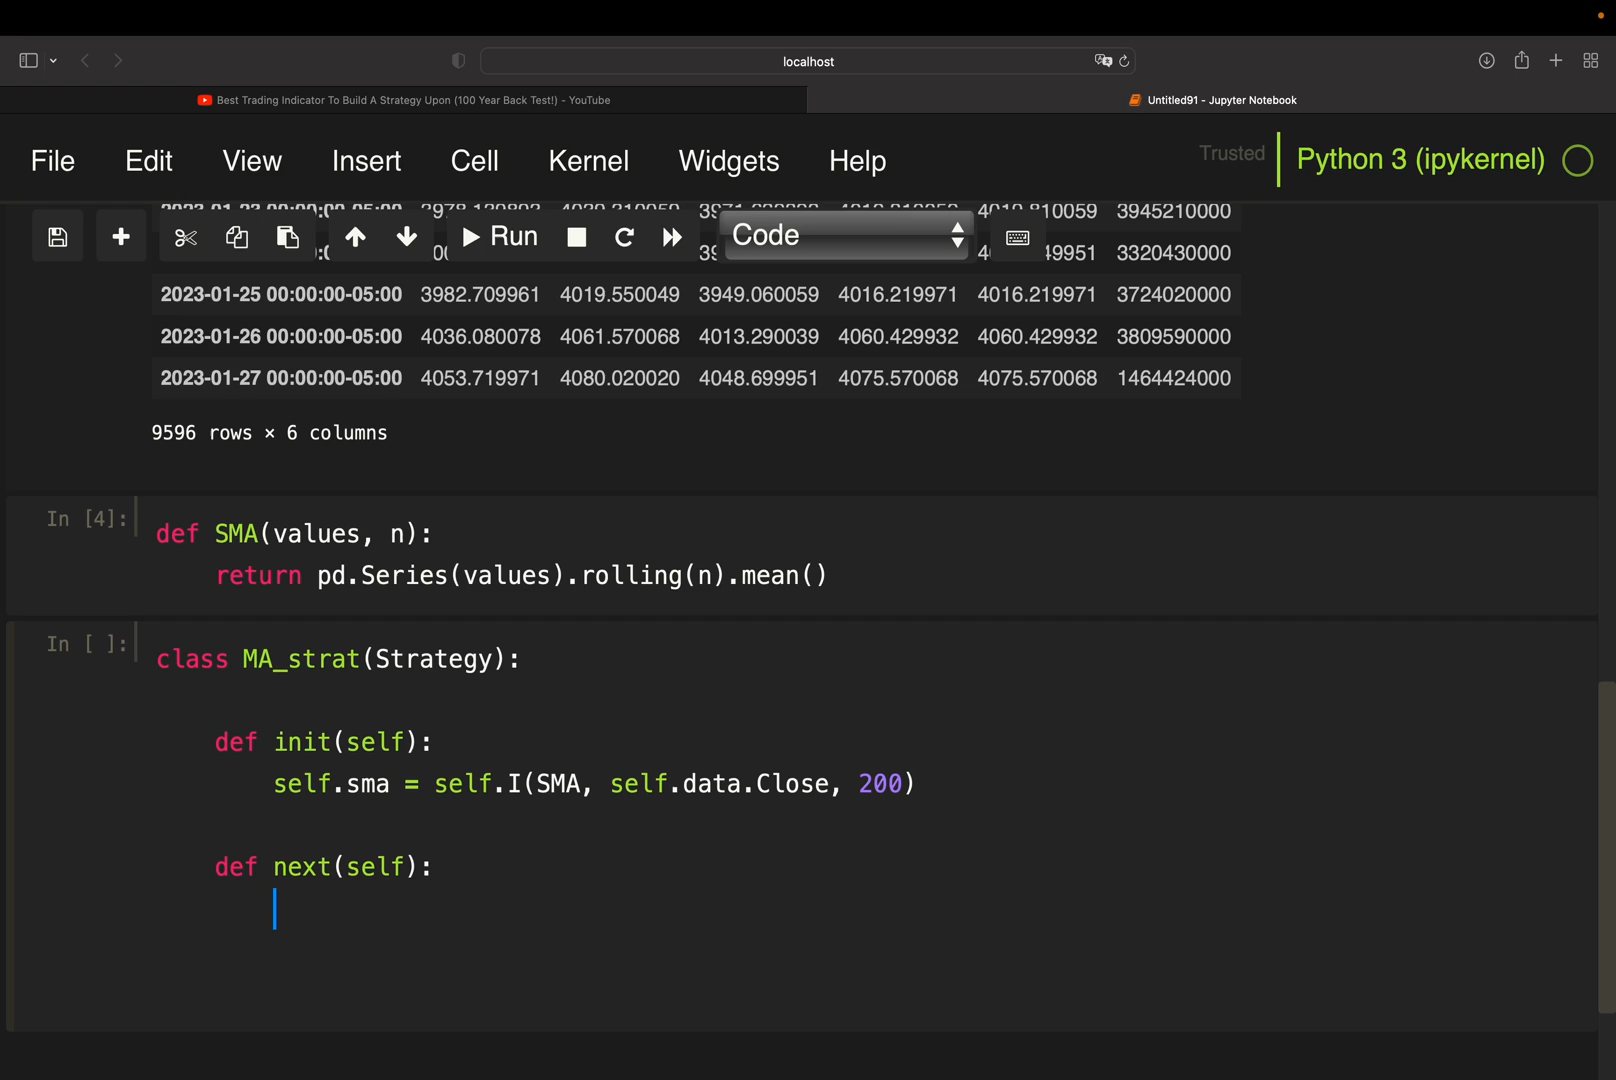 localhost
Best Trading Indicator To Build A Strategy Upon (100 Year Back Test!) - YouTube
Untitled91 - Jupyter Notebook
File Edit View Insert Cell Kernel Widgets Help
Trusted
Python 3 (ipykernel)
3945210000
Run
Code
3320430000
2023-01-25 00:00:00-05:00 3982.709961 4019.550049 3949.060059 4016.219971 4016.219971 3724020000
2023-01-26 00:00:00-05:00 4036.080078 4061.570068 4013.290039 4060.429932 4060.429932 3809590000
2023-01-27 00:00:00-05:00 4053.719971 4080.020020 4048.699951 4075.570068 4075.570068 1464424000
9596 rows × 6 columns
In [4]:
def SMA(values, n):
return pd.Series(values).rolling(n).mean()
In [ ]:
class MA_strat(Strategy):
def init(self):
self.sma = self.I(SMA, self.data.Close, 200)
def next(self):